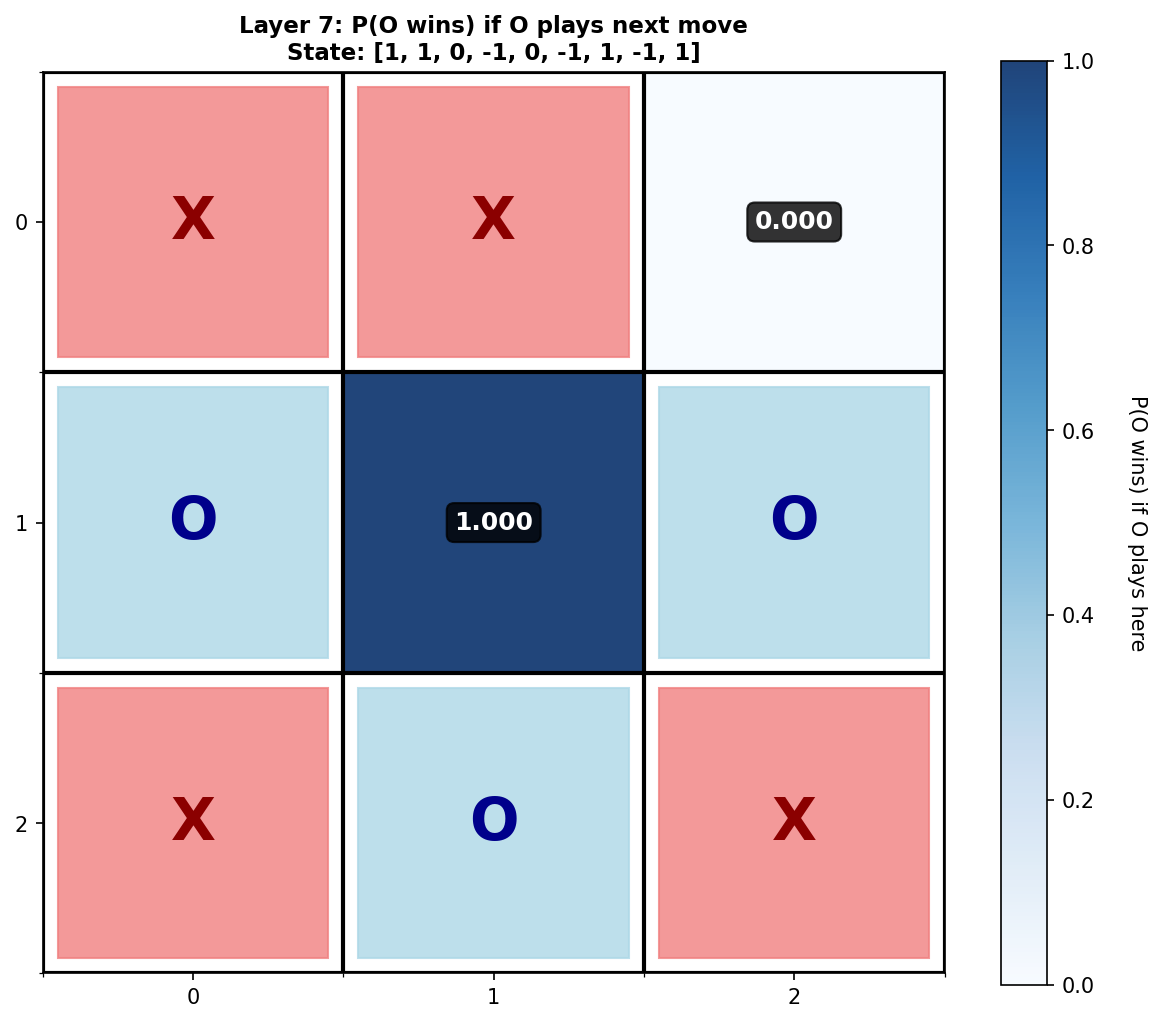 Layer 7: P(O wins) if O plays next move
State: [1, 1, 0, -1, 0, -1, 1, -1, 1]
0
X
X
0.000
1
O
1.000
O
2
X
O
X
0
1
2
1.0
0.8
0.6
0.4
0.2
0.0
P(O wins) if O plays here